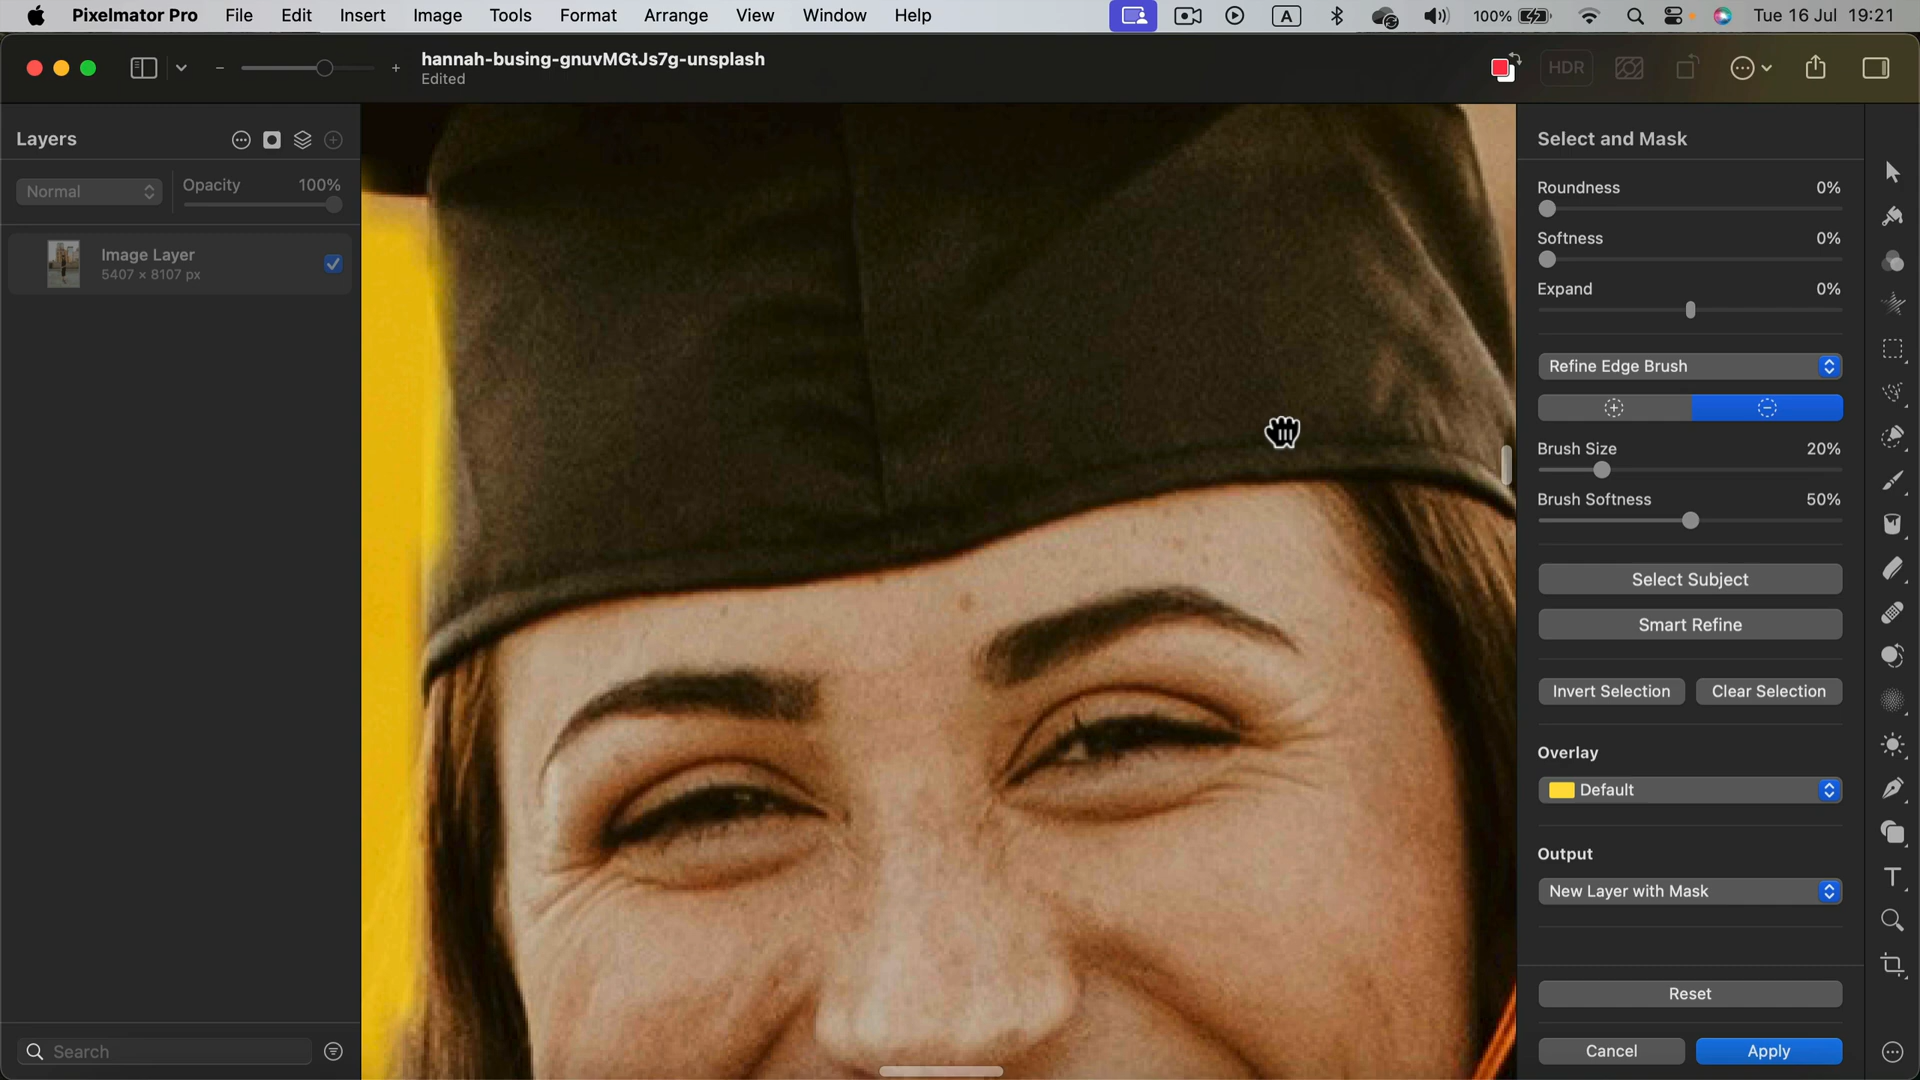 Pixelmator Pro File Edit Insert Image Tools Format Arrange View Window Help A 100% Tue 16 Jul 19:21
hannah-busing-gnuvMGtJs7g-unsplash
Edited
HDR
Layers
Normal
Opacity 100%
Image Layer
5407 × 8107 px
Search
Select and Mask
Roundness 0%
Softness 0%
Expand 0%
Refine Edge Brush
Brush Size 20%
Brush Softness 50%
Select Subject
Smart Refine
Invert Selection Clear Selection
Overlay
Default
Output
New Layer with Mask
Reset
Cancel Apply